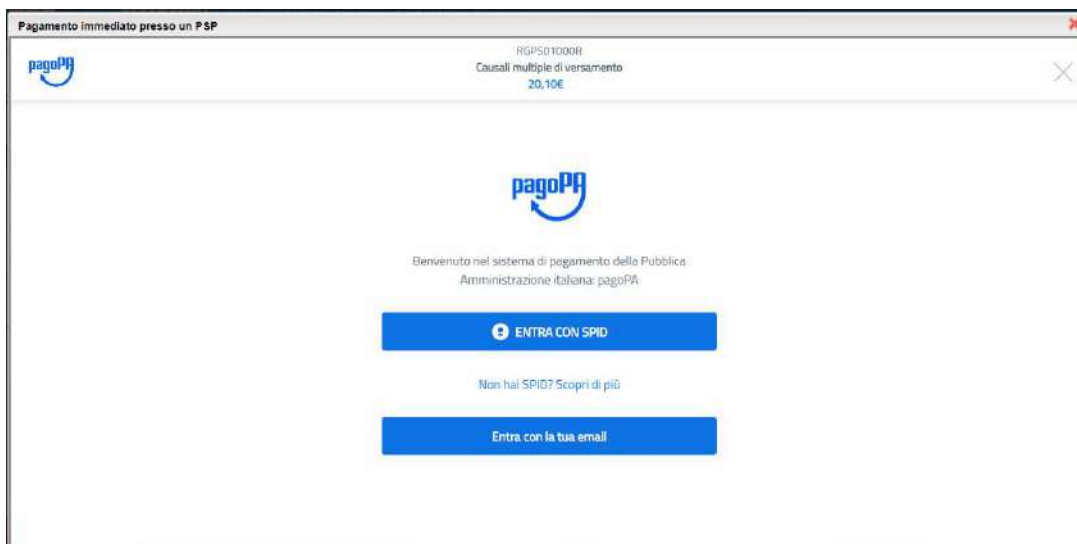 Pagamento immediato presso un PSP
pagoPA
RGPS01000R
Causali multiple di versamento
20,10€
pagoPA
Benvenuto nel sistema di pagamento della Pubblica
Amministrazione italiana: pagoPA
ENTRA CON SPID
Non hai SPID? Scopri di più
Entra con la tua email